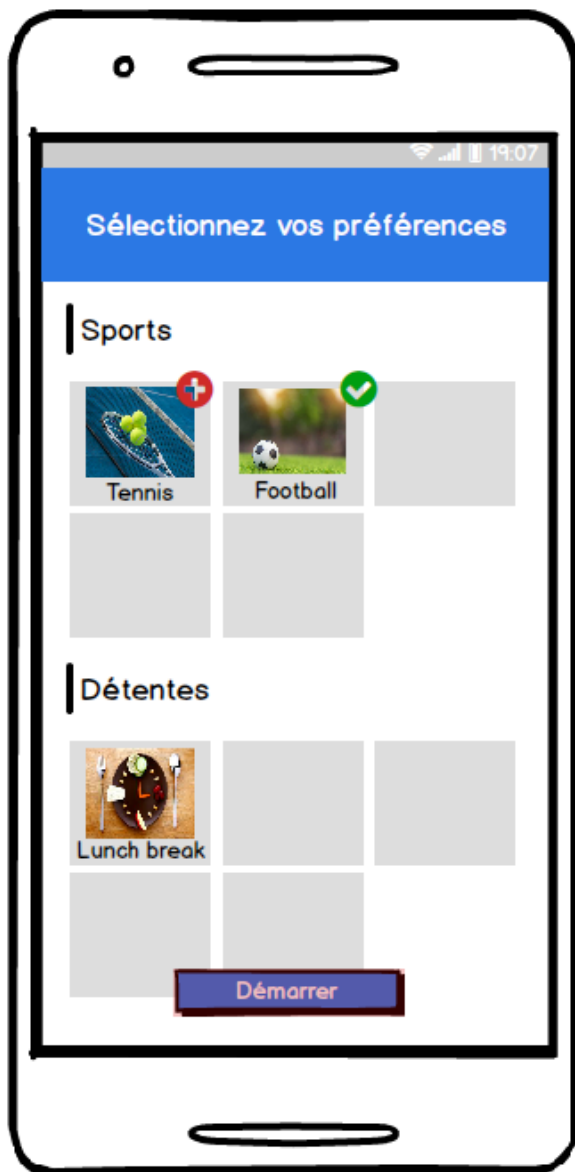 19:07
Sélectionnez vos préférences
Sports
Tennis
Football
Détentes
Lunch break
Démarrer